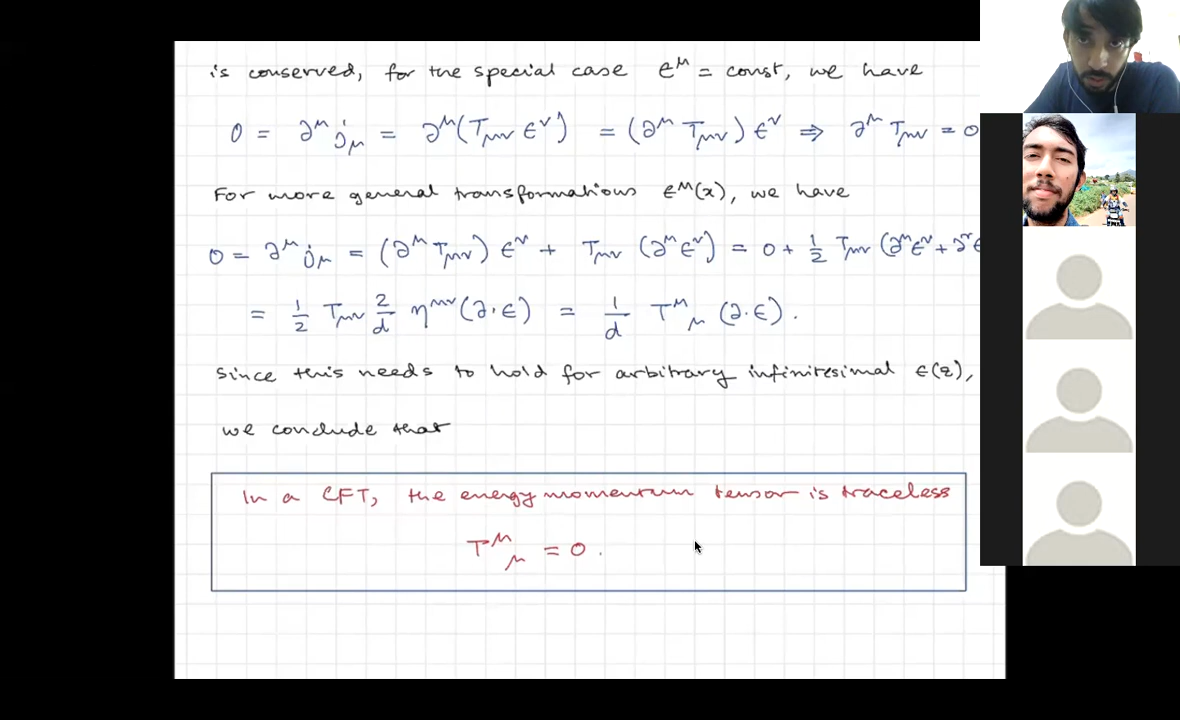 is conserved, for the special case ϵ^μ = const, we have
0 = ∂^μ j_μ = ∂^μ(T_μν ϵ^ν) = (∂^μ T_μν) ϵ^ν ⇒ ∂^μ T_μν = 0
For more general transformations ϵ^μ(x), we have
0 = ∂^μ j_μ = (∂^μ T_μν) ϵ^ν + T_μν (∂^μ ϵ^ν) = 0 + 1/2 T_μν (∂^μ ϵ^ν + ∂^ν ϵ
= 1/2 T_μν 2/d η^μν (∂·ϵ) = 1/d T^μ_μ (∂·ϵ).
Since this needs to hold for arbitrary infinitesimal ϵ(z),
we conclude that
In a CFT, the energy momentum tensor is traceless
T^μ_μ = 0.